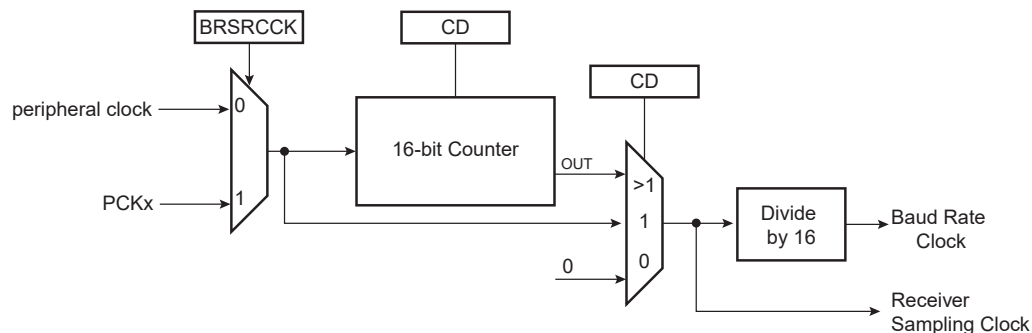 BRSRCCK
CD
CD
peripheral clock
0
16-bit Counter
OUT
>1
PCKx
1
1
Divide
by 16
Baud Rate
Clock
0
0
Receiver
Sampling Clock